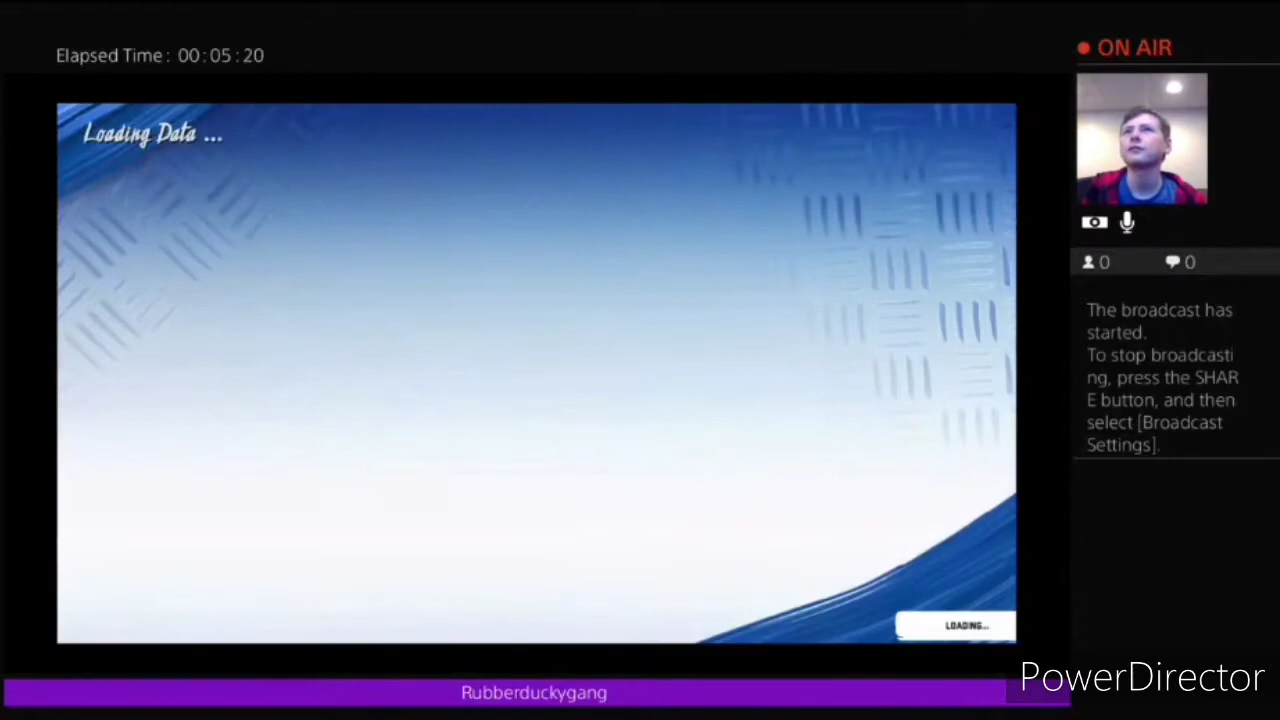 Elapsed Time: 00:05:20
ON AIR
Loading Data ...
0 0
The broadcast has
started.
To stop broadcasti
ng, press the SHAR
E button, and then
select [Broadcast
Settings].
LOADING...
Rubberduckygang
PowerDirector